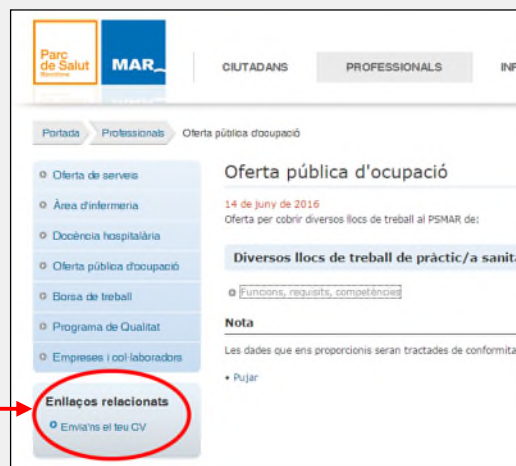 Parc
de Salut
Barcelona
MAR
CIUTADANS
PROFESSIONALS
INF
Portada
Professionals
Oferta pública d'ocupació
Oferta de serveis
Àrea d'infermeria
Docència hospitalària
Oferta pública d'ocupació
Borsa de treball
Programa de Qualitat
Empreses i col·laboradors
Enllaços relacionats
Envia'ns el teu CV
Oferta pública d'ocupació
14 de juny de 2016
Oferta per cobrir diversos llocs de treball al PSMAR de:
Diversos llocs de treball de pràctic/a sanita
Funcions, requisits, competències
Nota
Les dades que ens proporcionis seran tractades de conformita
• Pujar